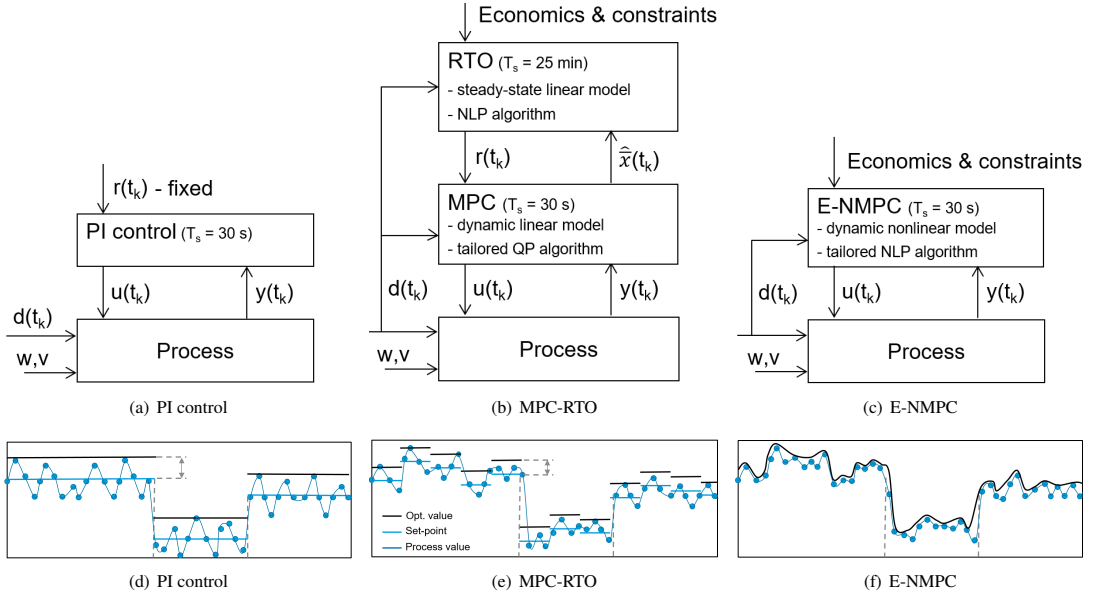 r(tₖ) - fixed
PI control (Tₛ = 30 s)
u(tₖ)
y(tₖ)
d(tₖ)
w,v
Process
(a) PI control
Economics & constraints
RTO (Tₛ = 25 min)
- steady-state linear model
- NLP algorithm
r(tₖ)
x̄̂(tₖ)
MPC (Tₛ = 30 s)
- dynamic linear model
- tailored QP algorithm
d(tₖ)
u(tₖ)
y(tₖ)
w,v
Process
(b) MPC-RTO
Economics & constraints
E-NMPC (Tₛ = 30 s)
- dynamic nonlinear model
- tailored NLP algorithm
d(tₖ)
u(tₖ)
y(tₖ)
w,v
Process
(c) E-NMPC
(d) PI control
Opt. value
Set-point
Process value
(e) MPC-RTO
(f) E-NMPC